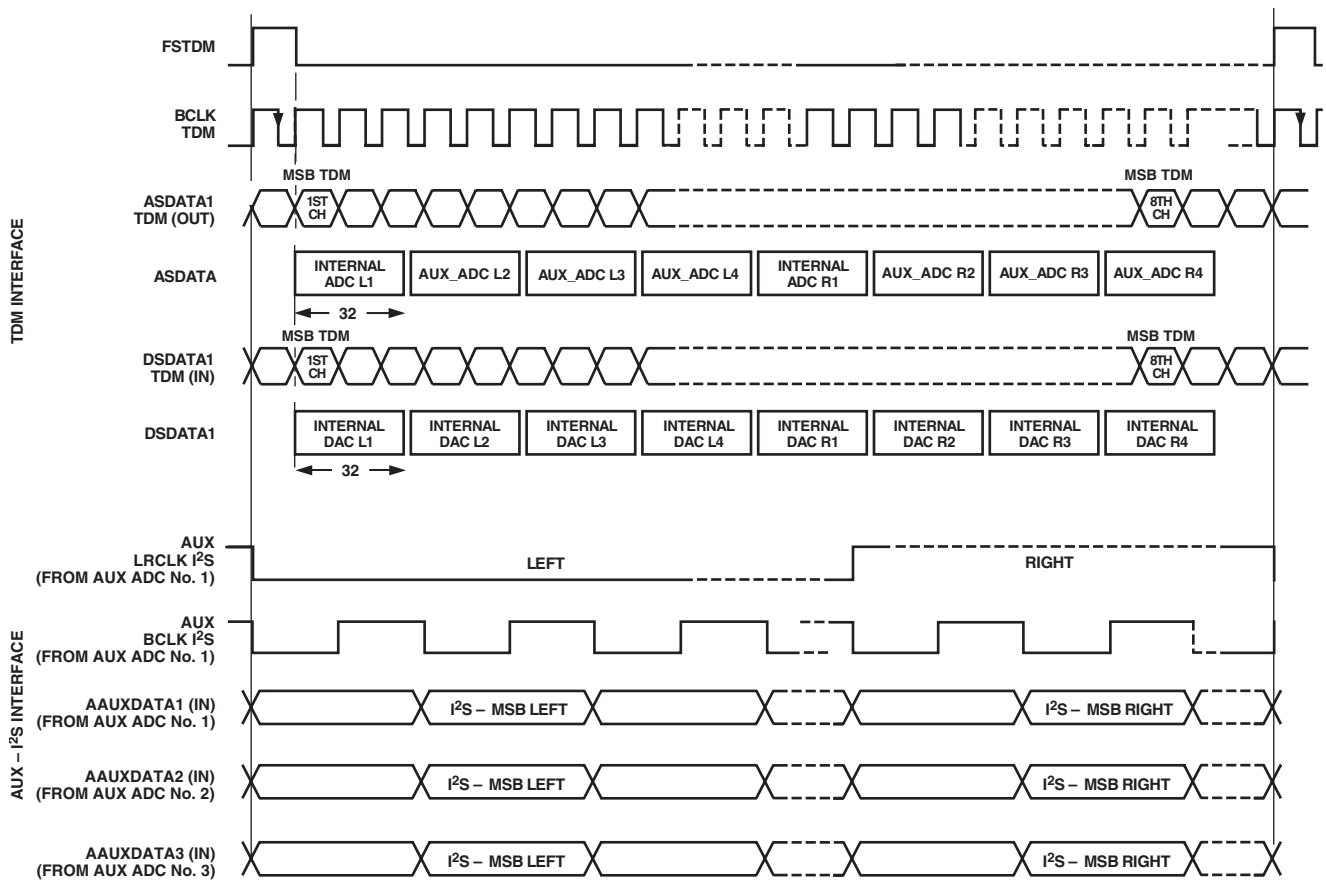 TDM INTERFACE
FSTDM
BCLK
TDM
MSB TDM
MSB TDM
ASDATA1
TDM (OUT)
1ST
CH
8TH
CH
ASDATA
INTERNAL
ADC L1
AUX_ADC L2
AUX_ADC L3
AUX_ADC L4
INTERNAL
ADC R1
AUX_ADC R2
AUX_ADC R3
AUX_ADC R4
32
MSB TDM
MSB TDM
DSDATA1
TDM (IN)
1ST
CH
8TH
CH
DSDATA1
INTERNAL
DAC L1
INTERNAL
DAC L2
INTERNAL
DAC L3
INTERNAL
DAC L4
INTERNAL
DAC R1
INTERNAL
DAC R2
INTERNAL
DAC R3
INTERNAL
DAC R4
32
AUX – I²S INTERFACE
AUX
LRCLK I²S
(FROM AUX ADC No. 1)
LEFT
RIGHT
AUX
BCLK I²S
(FROM AUX ADC No. 1)
AAUXDATA1 (IN)
(FROM AUX ADC No. 1)
I²S – MSB LEFT
I²S – MSB RIGHT
AAUXDATA2 (IN)
(FROM AUX ADC No. 2)
I²S – MSB LEFT
I²S – MSB RIGHT
AAUXDATA3 (IN)
(FROM AUX ADC No. 3)
I²S – MSB LEFT
I²S – MSB RIGHT